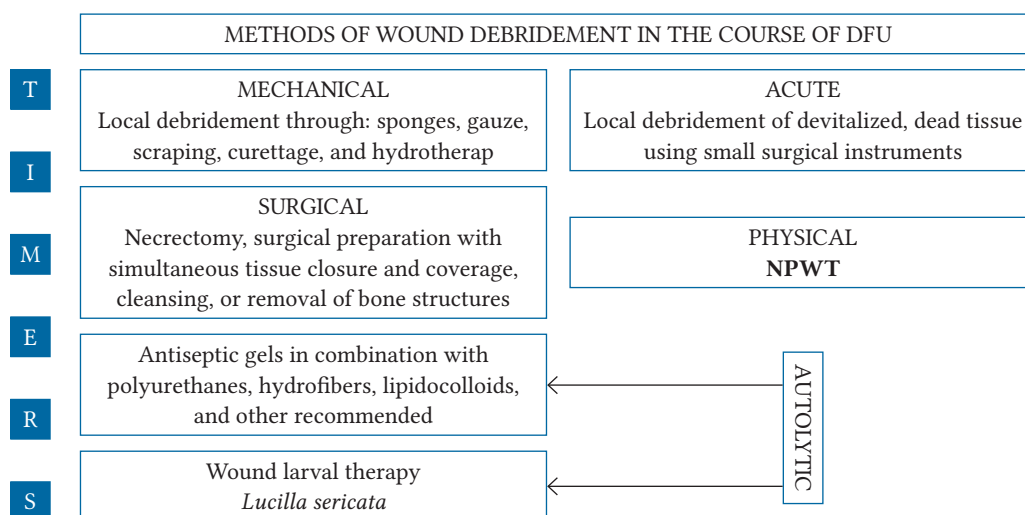 METHODS OF WOUND DEBRIDEMENT IN THE COURSE OF DFU
T
I
M
E
R
S
MECHANICAL
Local debridement through: sponges, gauze,
scraping, curettage, and hydrotherap
ACUTE
Local debridement of devitalized, dead tissue
using small surgical instruments
SURGICAL
Necrectomy, surgical preparation with
simultaneous tissue closure and coverage,
cleansing, or removal of bone structures
PHYSICAL
NPWT
Antiseptic gels in combination with
polyurethanes, hydrofibers, lipidocolloids,
and other recommended
AUTOLYTIC
Wound larval therapy
Lucilla sericata